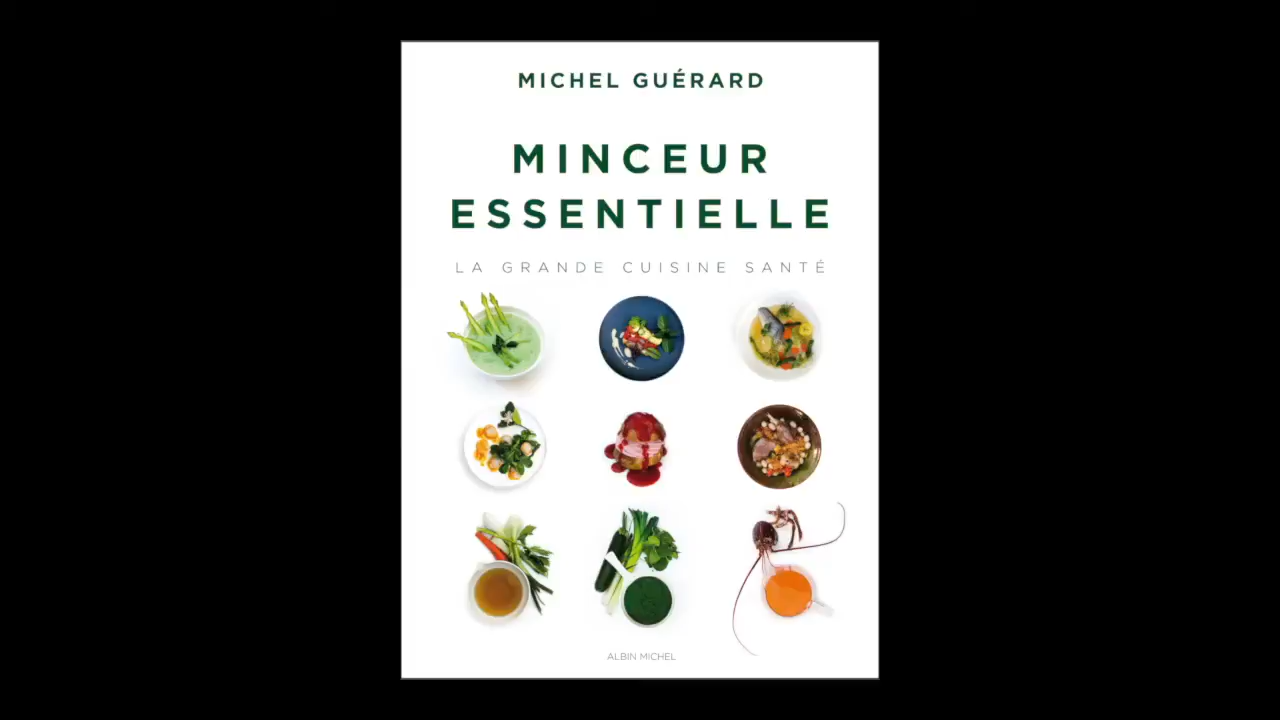 MICHEL GUÉRARD
MINCEUR
ESSENTIELLE
LA GRANDE CUISINE SANTÉ
ALBIN MICHEL